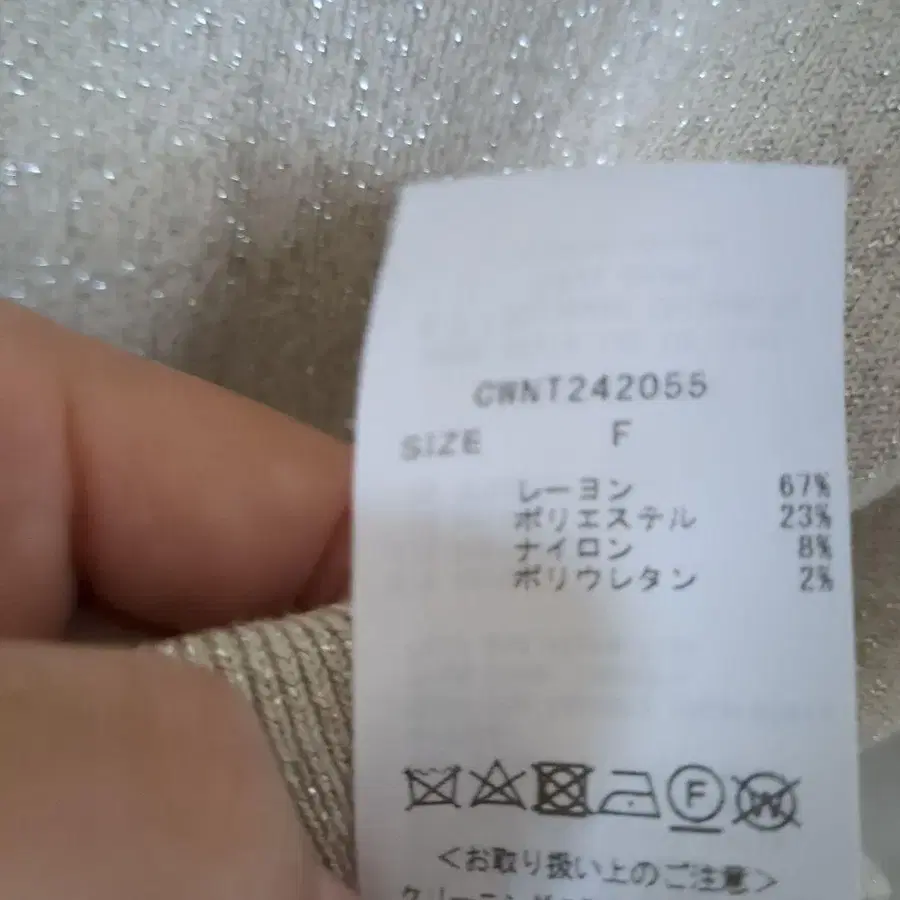 CWNT242055
SIZE F
レーヨン 67%
ポリエステル 23%
ナイロン 8%
ポリウレタン 2%
F W
<お取り扱い上のご注意>